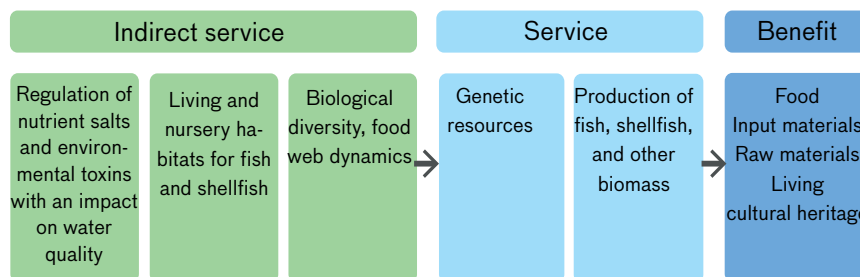 Indirect service
Service
Benefit
Regulation of
nutrient salts
and environ-
mental toxins
with an impact
on water
quality
Living and
nursery ha-
bitats for fish
and shellfish
Biological
diversity, food
web dynamics
Genetic
resources
Production of
fish, shellfish,
and other
biomass
Food
Input materials
Raw materials
Living
cultural heritage